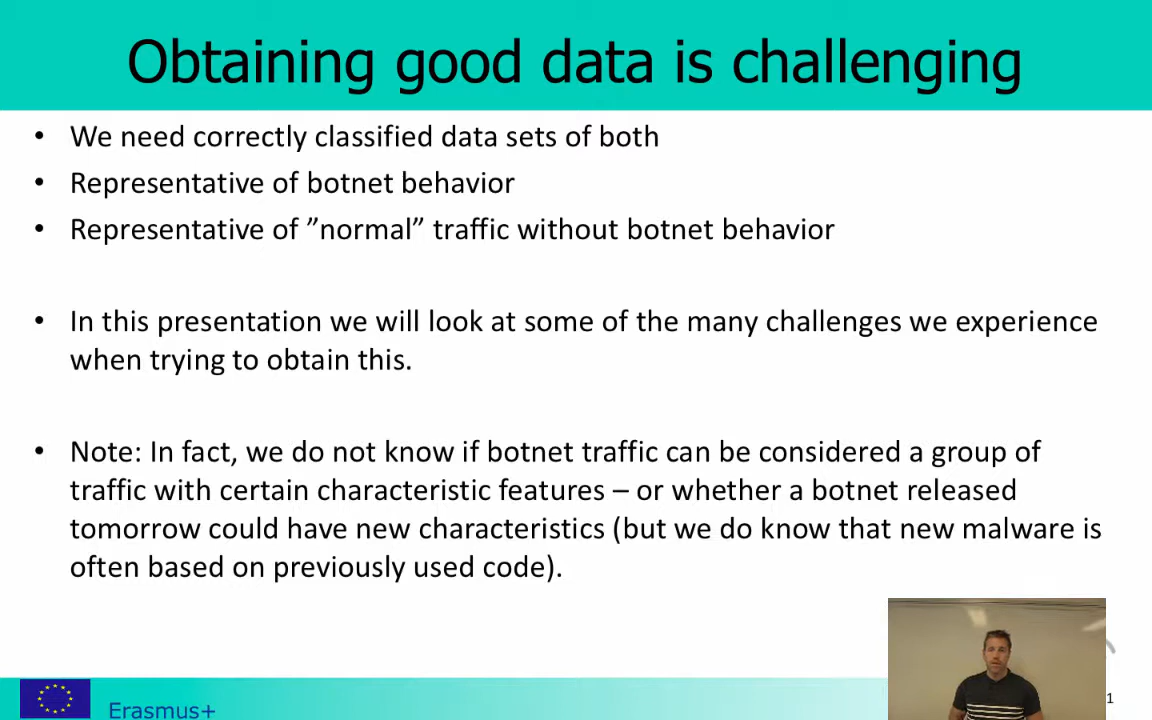 Obtaining good data is challenging
• We need correctly classified data sets of both
• Representative of botnet behavior
• Representative of ”normal” traffic without botnet behavior
• In this presentation we will look at some of the many challenges we experience
when trying to obtain this.
• Note: In fact, we do not know if botnet traffic can be considered a group of
traffic with certain characteristic features – or whether a botnet released
tomorrow could have new characteristics (but we do know that new malware is
often based on previously used code).
Erasmus+
1